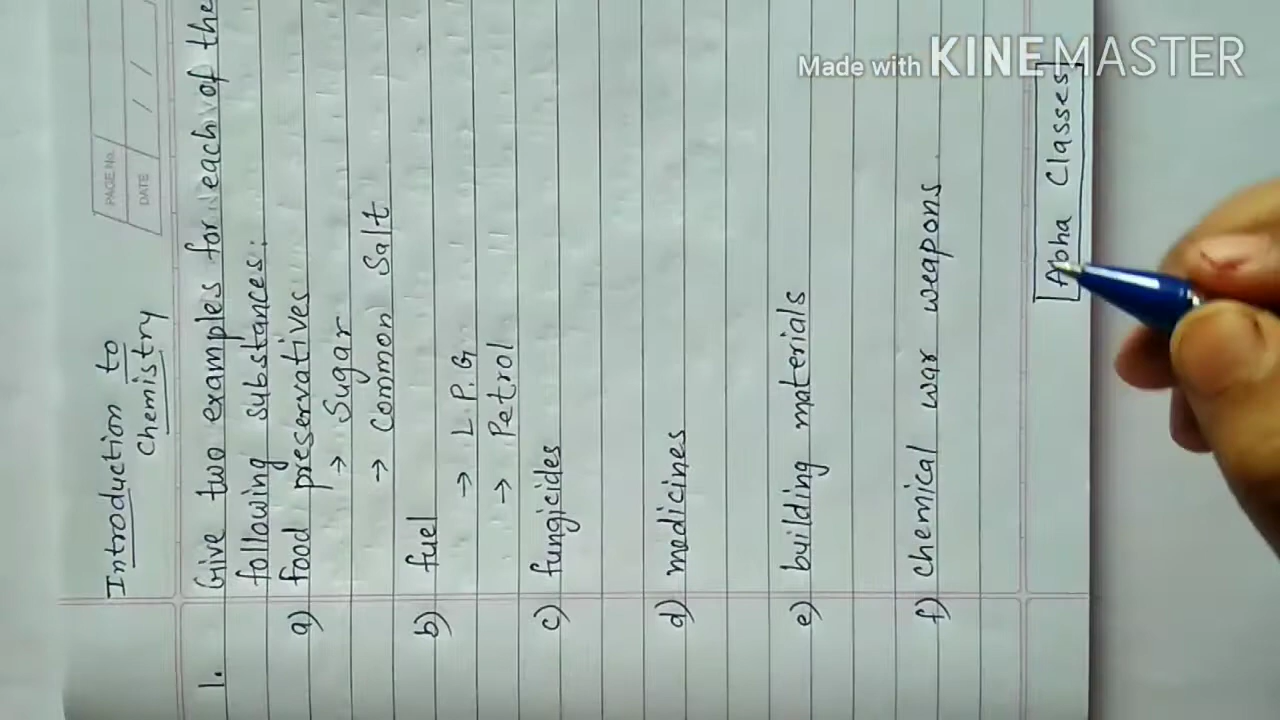 Made with KINEMASTER
PAGE No.
DATE / /
Introduction to
Chemistry
1. Give two examples for each of the
following substances.
a) food preservatives
→ Sugar
→ Common Salt
b) fuel
→ L.P.G
→ Petrol
c) fungicides
d) medicines
e) building materials
f) chemical war weapons.
Classes